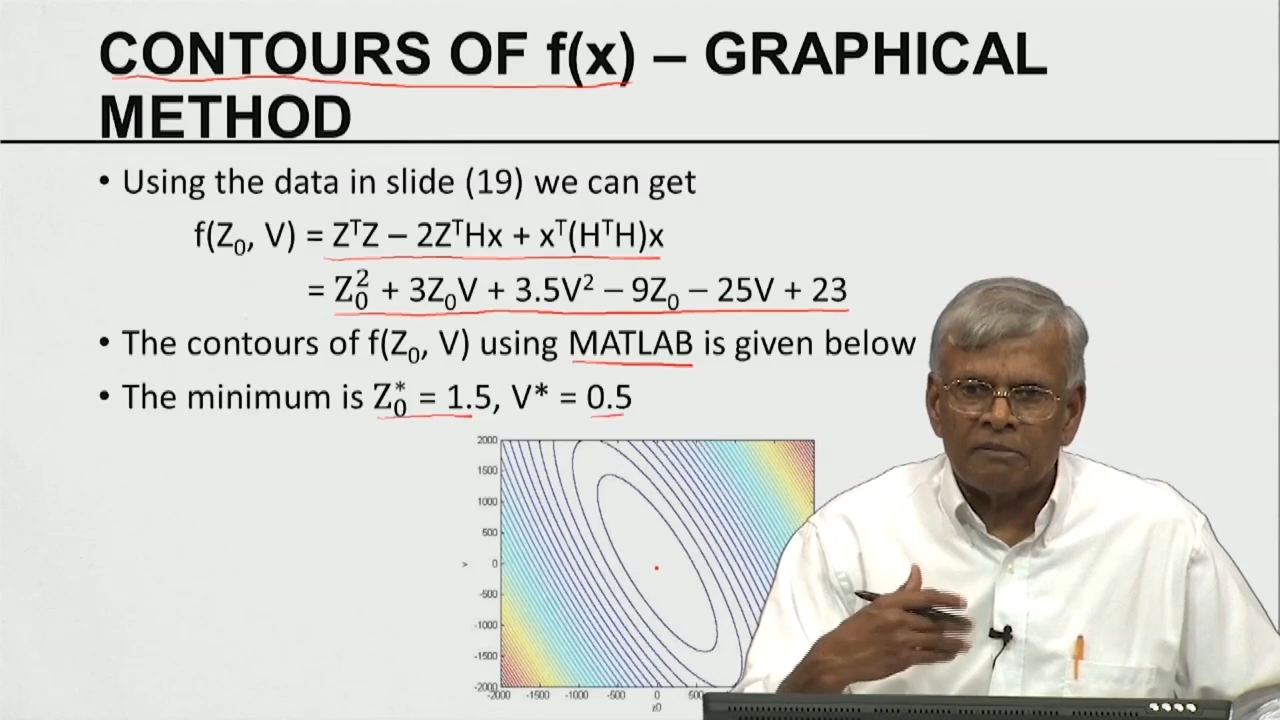 CONTOURS OF f(x) – GRAPHICAL
METHOD
• Using the data in slide (19) we can get
f(Z₀, V) = ZᵀZ – 2ZᵀHx + xᵀ(HᵀH)x
= Z₀² + 3Z₀V + 3.5V² – 9Z₀ – 25V + 23
• The contours of f(Z₀, V) using MATLAB is given below
• The minimum is Z₀* = 1.5, V* = 0.5
2000
1500
1000
500
0
-500
-1000
-1500
-2000
v
-2000 -1500 -1000 -500 0 500
z0